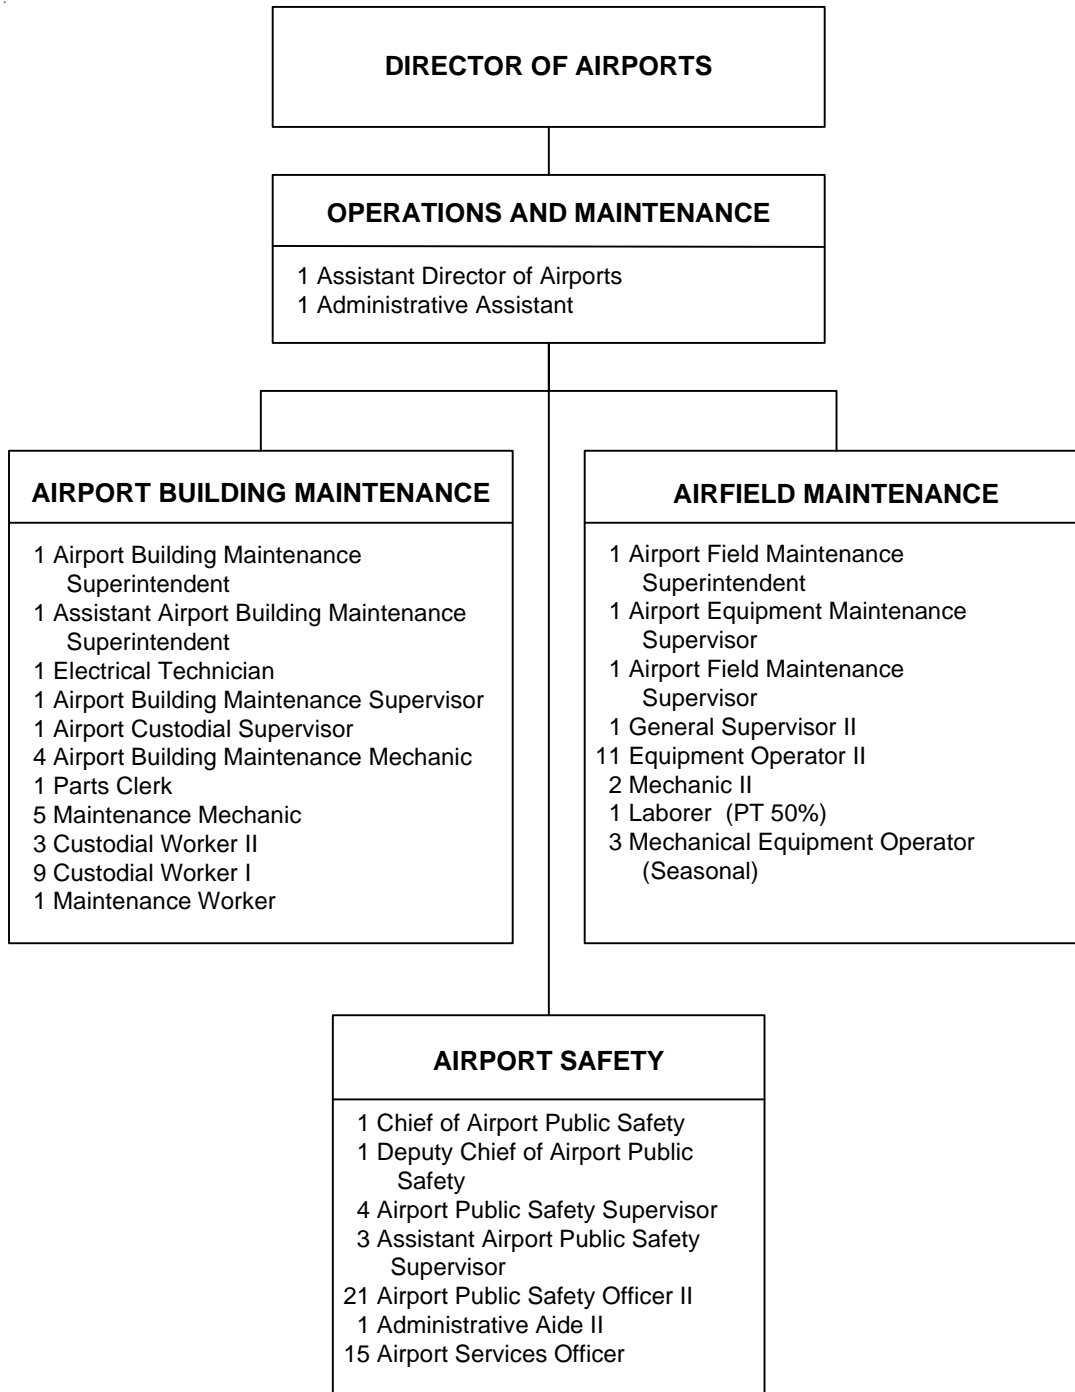 DIRECTOR OF AIRPORTS
OPERATIONS AND MAINTENANCE
1 Assistant Director of Airports
1 Administrative Assistant
AIRPORT BUILDING MAINTENANCE
1 Airport Building Maintenance
Superintendent
1 Assistant Airport Building Maintenance
Superintendent
1 Electrical Technician
1 Airport Building Maintenance Supervisor
1 Airport Custodial Supervisor
4 Airport Building Maintenance Mechanic
1 Parts Clerk
5 Maintenance Mechanic
3 Custodial Worker II
9 Custodial Worker I
1 Maintenance Worker
AIRFIELD MAINTENANCE
1 Airport Field Maintenance
Superintendent
1 Airport Equipment Maintenance
Supervisor
1 Airport Field Maintenance
Supervisor
1 General Supervisor II
11 Equipment Operator II
2 Mechanic II
1 Laborer (PT 50%)
3 Mechanical Equipment Operator
(Seasonal)
AIRPORT SAFETY
1 Chief of Airport Public Safety
1 Deputy Chief of Airport Public
Safety
4 Airport Public Safety Supervisor
3 Assistant Airport Public Safety
Supervisor
21 Airport Public Safety Officer II
1 Administrative Aide II
15 Airport Services Officer